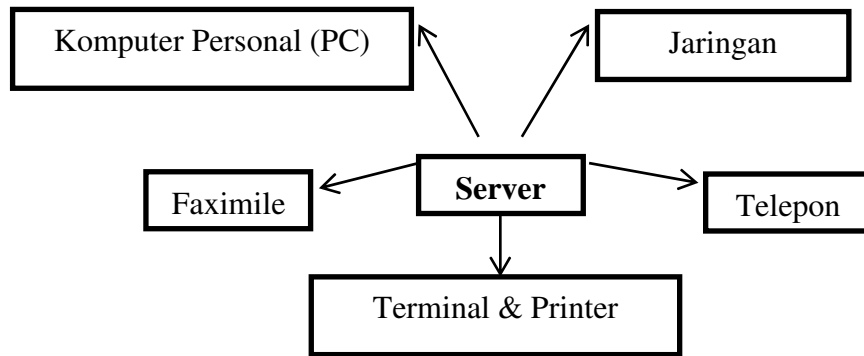 Komputer Personal (PC)
Jaringan
Faximile
Server
Telepon
Terminal & Printer